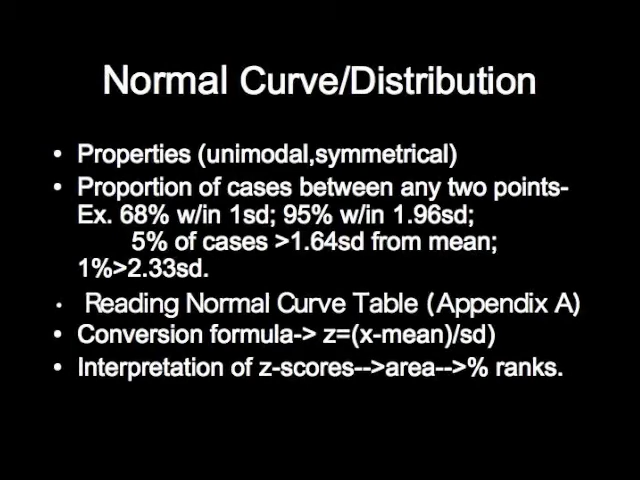 Normal Curve/Distribution
• Properties (unimodal,symmetrical)
• Proportion of cases between any two points-
Ex. 68% w/in 1sd; 95% w/in 1.96sd;
5% of cases >1.64sd from mean;
1%>2.33sd.
• Reading Normal Curve Table (Appendix A)
• Conversion formula-> z=(x-mean)/sd)
• Interpretation of z-scores-->area-->% ranks.